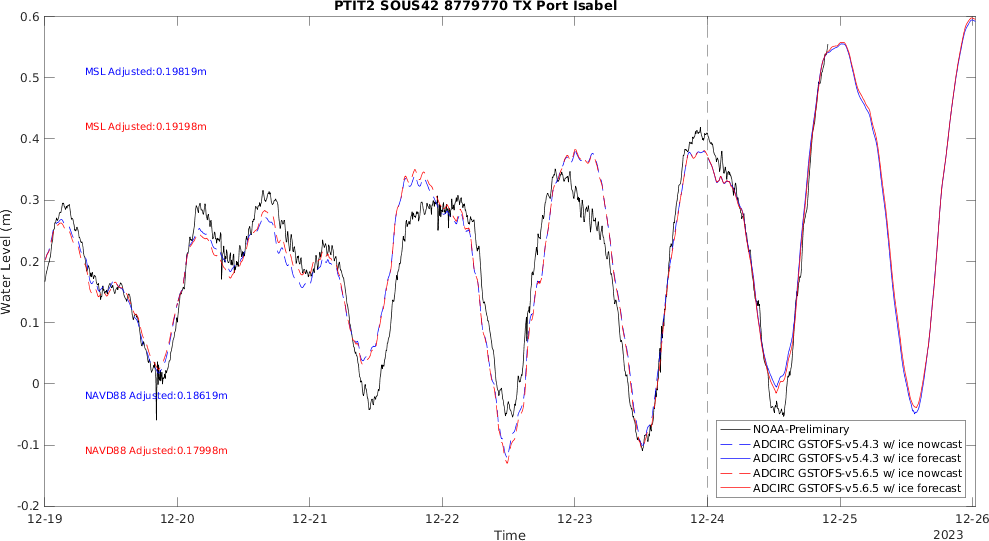 PTIT2 SOUS42 8779770 TX Port Isabel
0.6
0.5
0.4
0.3
0.2
0.1
0
-0.1
-0.2
Water Level (m)
MSL Adjusted:0.19819m
MSL Adjusted:0.19198m
NAVD88 Adjusted:0.18619m
NAVD88 Adjusted:0.17998m
NOAA-Preliminary
ADCIRC GSTOFS-v5.4.3 w/ ice nowcast
ADCIRC GSTOFS-v5.4.3 w/ ice forecast
ADCIRC GSTOFS-v5.6.5 w/ ice nowcast
ADCIRC GSTOFS-v5.6.5 w/ ice forecast
12-19 12-20 12-21 12-22 12-23 12-24 12-25 12-26
Time
2023